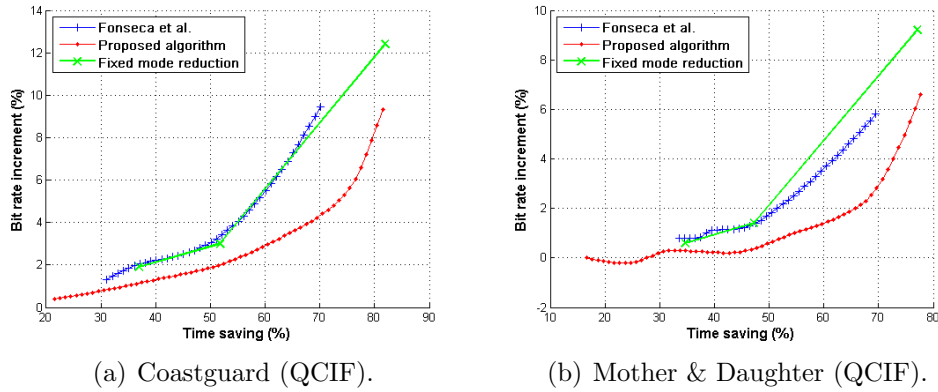 Fonseca et al.
Proposed algorithm
Fixed mode reduction
Bit rate increment (%)
14
12
10
8
6
4
2
0
20 30 40 50 60 70 80 90
Time saving (%)
(a) Coastguard (QCIF).
Fonseca et al.
Proposed algorithm
Fixed mode reduction
Bit rate increment (%)
10
8
6
4
2
0
-2
10 20 30 40 50 60 70 80
Time saving (%)
(b) Mother & Daughter (QCIF).